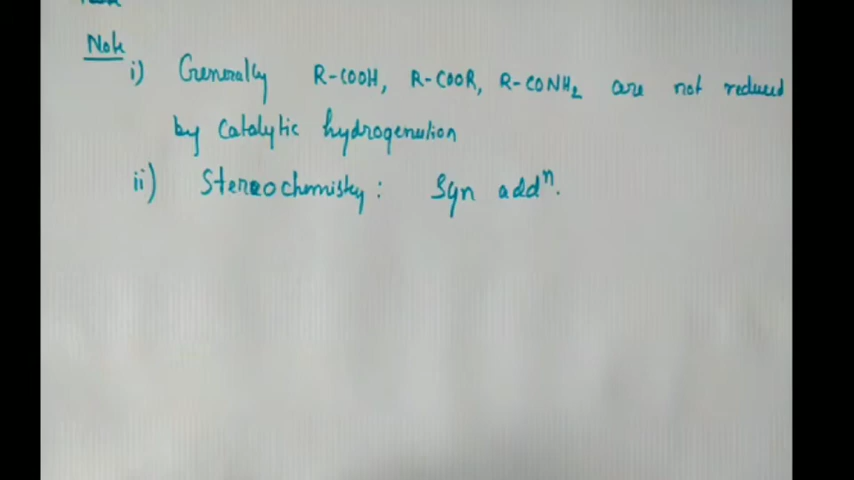 Note
i) Generally R-COOH, R-COOR, R-CONH₂ are not reduced
by Catalytic hydrogenation
ii) Stereochemistry: Syn addⁿ.